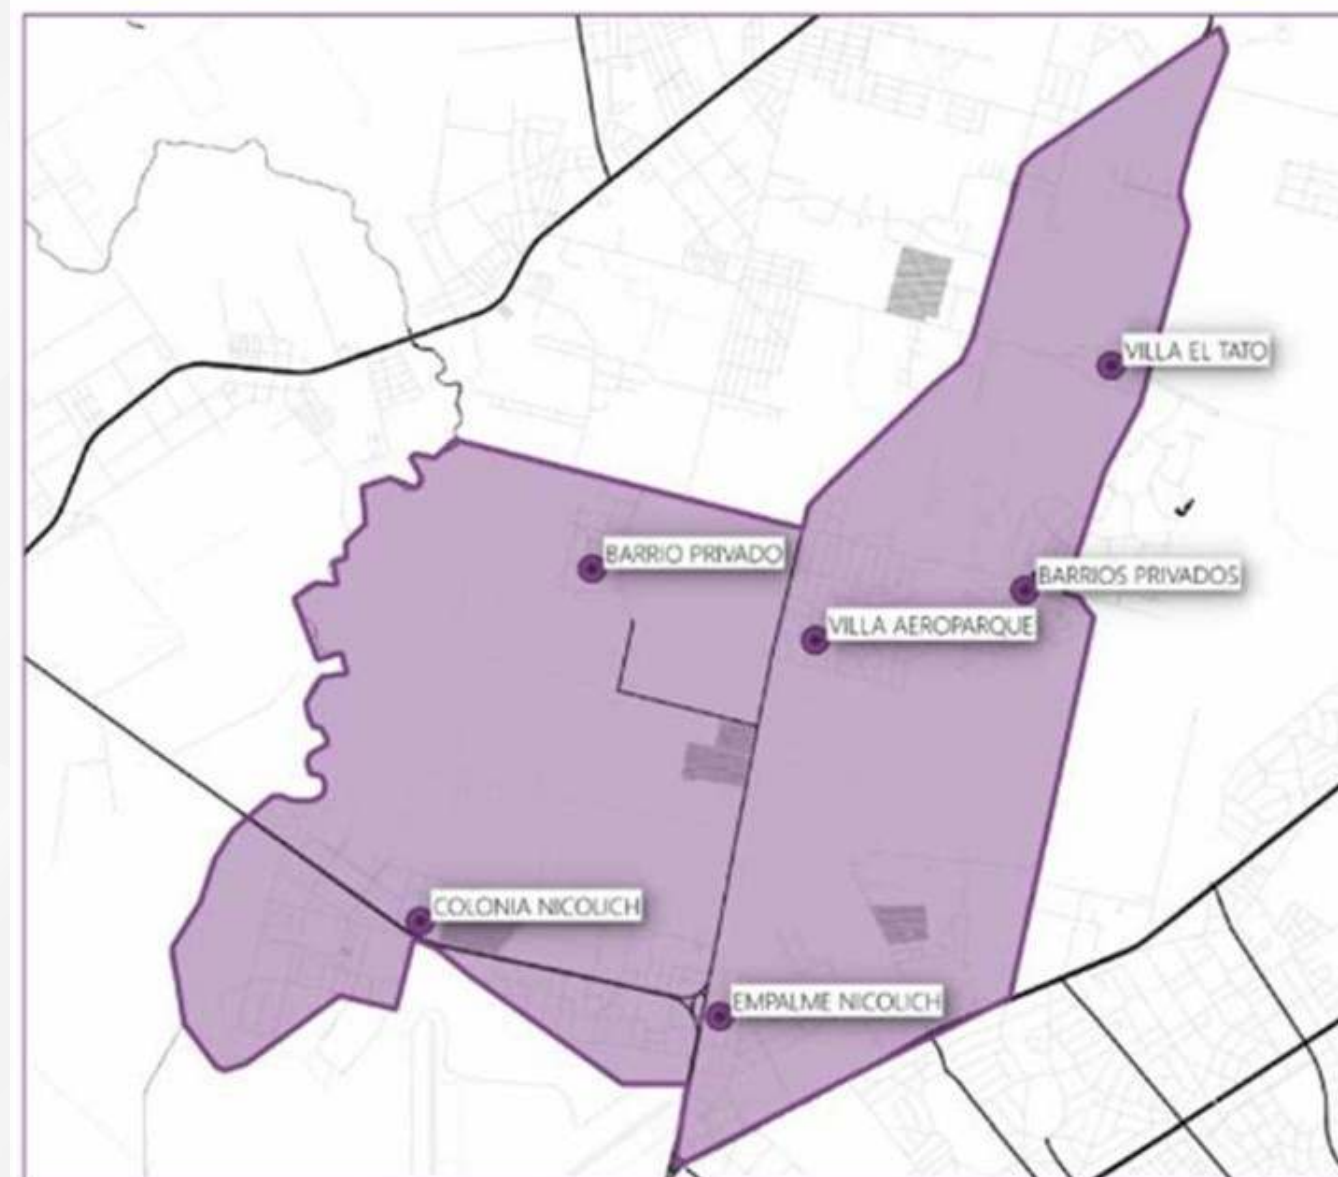 VILLA EL TATO
BARRIO PRIVADO
BARRIOS PRIVADOS
VILLA AEROPARQUE
COLONIA NICOLICH
EMPALME NICOLICH